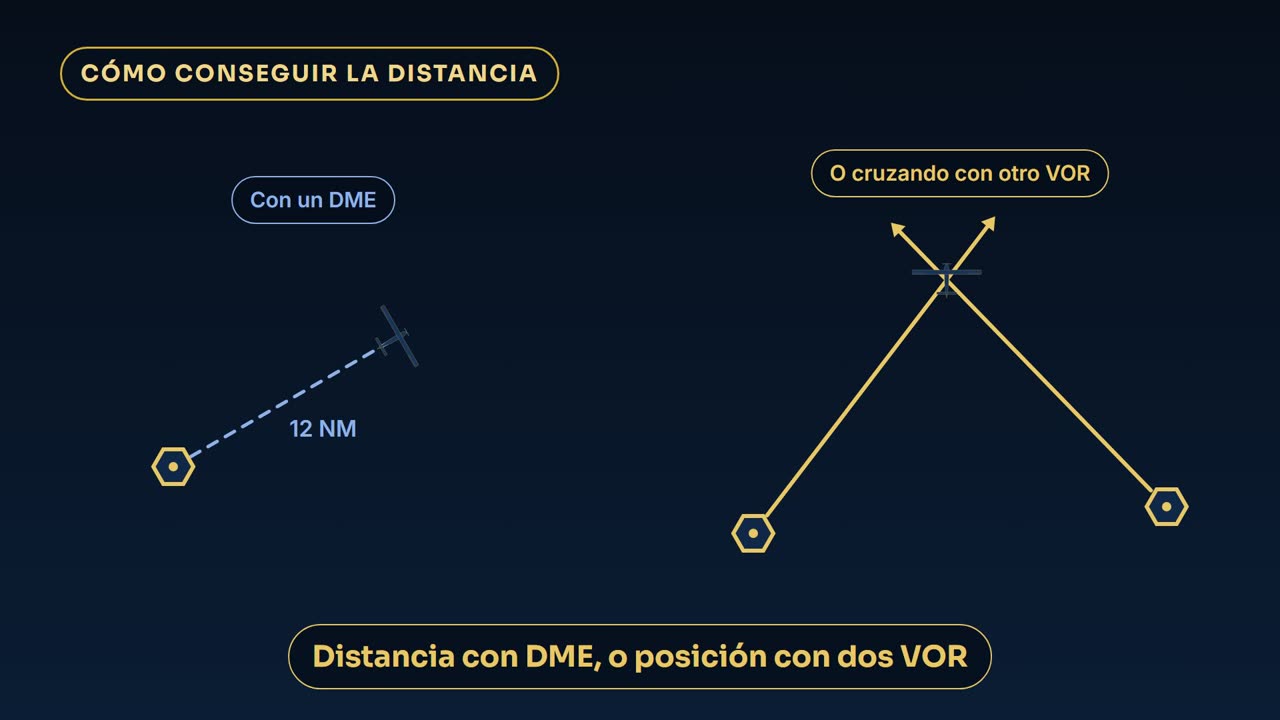 CÓMO CONSEGUIR LA DISTANCIA
Con un DME
O cruzando con otro VOR
12 NM
Distancia con DME, o posición con dos VOR